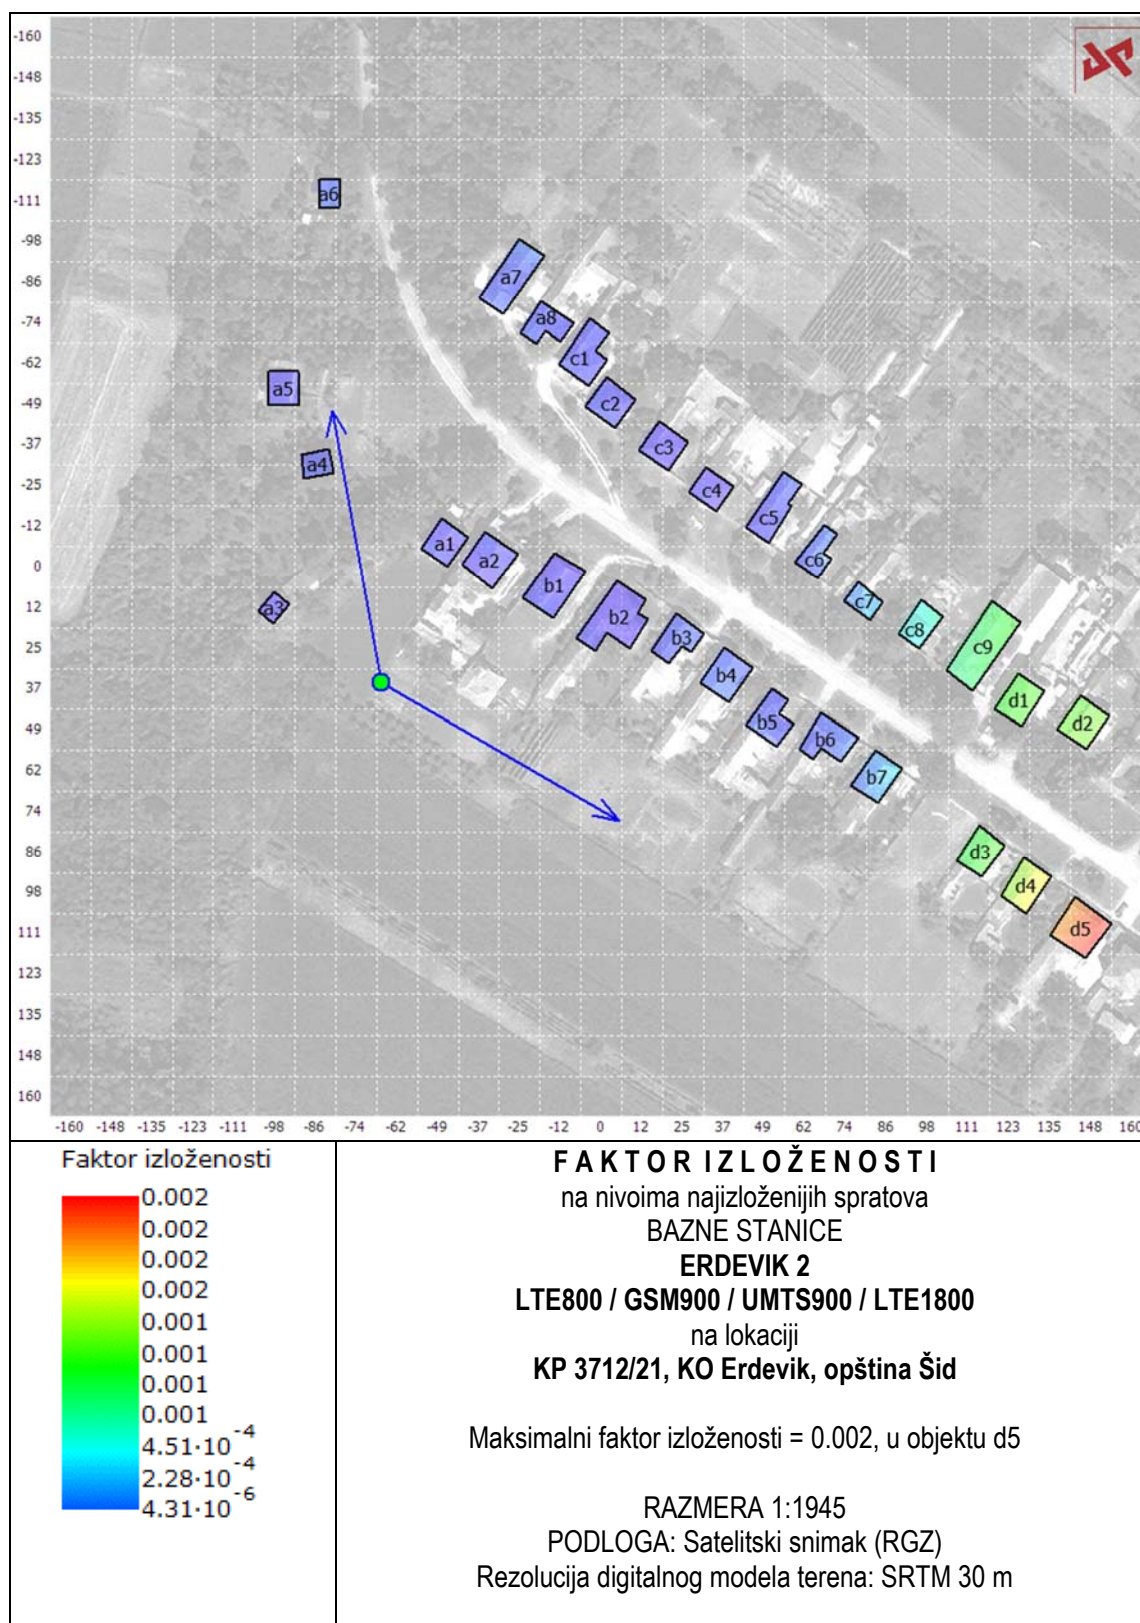 -160
-148
-135
-123
-111
-98
-86
-74
-62
-49
-37
-25
-12
0
12
25
37
49
62
74
86
98
111
123
135
148
160
a6
a7
a8
c1
a5
c2
c3
a4
c4
c5
a1
a2
c6
b1
c7
a3
b2
c8
b3
c9
b4
d1
b5
d2
b6
b7
d3
d4
d5
-160 -148 -135 -123 -111 -98 -86 -74 -62 -49 -37 -25 -12 0 12 25 37 49 62 74 86 98 111 123 135 148 160
Faktor izloženosti
0.002
0.002
0.002
0.002
0.001
0.001
0.001
0.001
4.51·10⁻⁴
2.28·10⁻⁴
4.31·10⁻⁶
FAKTOR IZLOŽENOSTI
na nivoima najizloženijih spratova
BAZNE STANICE
ERDEVIK 2
LTE800 / GSM900 / UMTS900 / LTE1800
na lokaciji
KP 3712/21, KO Erdevik, opština Šid
Maksimalni faktor izloženosti = 0.002, u objektu d5
RAZMERA 1:1945
PODLOGA: Satelitski snimak (RGZ)
Rezolucija digitalnog modela terena: SRTM 30 m